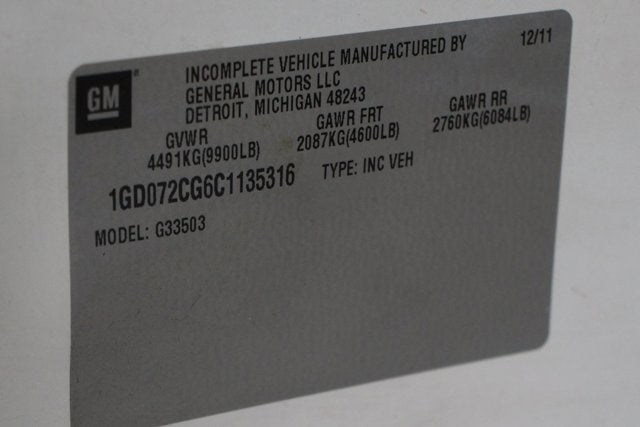 GM
INCOMPLETE VEHICLE MANUFACTURED BY 12/11
GENERAL MOTORS LLC
DETROIT, MICHIGAN 48243
GVWR GAWR FRT GAWR RR
4491KG(9900LB) 2087KG(4600LB) 2760KG(6084LB)
1GD072CG6C1135316 TYPE: INC VEH
MODEL: G33503